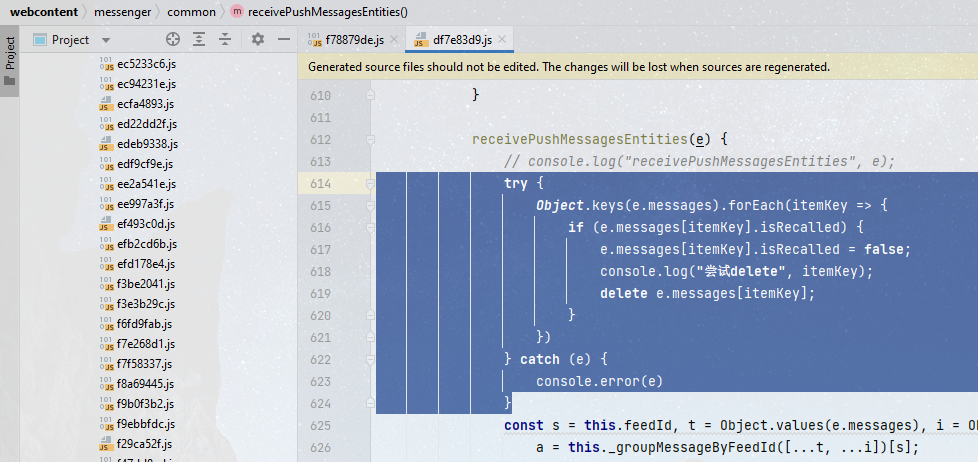 webcontent messenger common m receivePushMessagesEntities()
Project
Project
f78879de.js
df7e83d9.js
Generated source files should not be edited. The changes will be lost when sources are regenerated.
ec5233c6.js
ec94231e.js
ecfa4893.js
ed22dd2f.js
edeb9338.js
edf9cf9e.js
ee2a541e.js
ee997a3f.js
ef493c0d.js
efb2cd6b.js
efd178e4.js
f3be2041.js
f3e3b29c.js
f6fd9fab.js
f7e268d1.js
f7f58337.js
f8a69445.js
f9b0f3b2.js
f9ebbfdc.js
f29ca52f.js
610 }
611
612 receivePushMessagesEntities(e) {
613 // console.log("receivePushMessagesEntities", e);
614 try {
615 Object.keys(e.messages).forEach(itemKey => {
616 if (e.messages[itemKey].isRecalled) {
617 e.messages[itemKey].isRecalled = false;
618 console.log("尝试delete", itemKey);
619 delete e.messages[itemKey];
620 }
621 })
622 } catch (e) {
623 console.error(e)
624 }
625 const s = this.feedId, t = Object.values(e.messages), i =
626 a = this._groupMessageByFeedId([...t, ...i])[s];